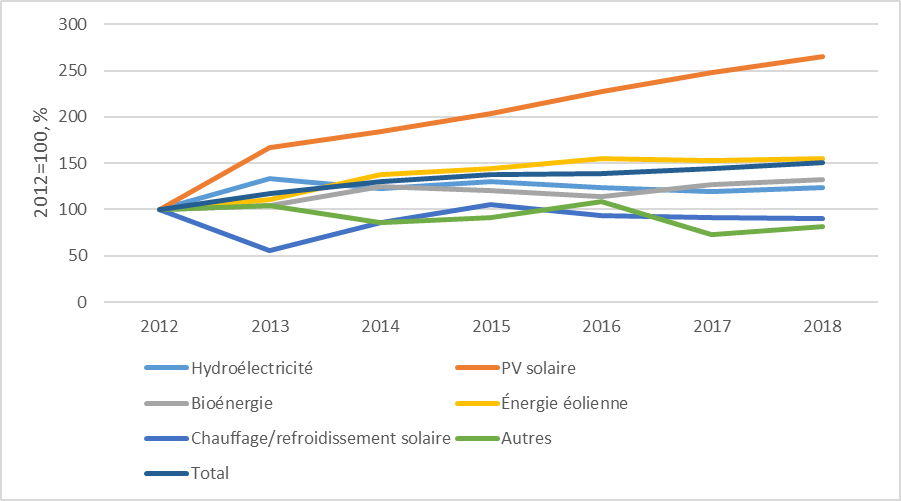 300
250
200
150
100
50
0
2012=100, %
2012 2013 2014 2015 2016 2017 2018
Hydroélectricité PV solaire
Bioénergie Énergie éolienne
Chauffage/refroidissement solaire Autres
Total